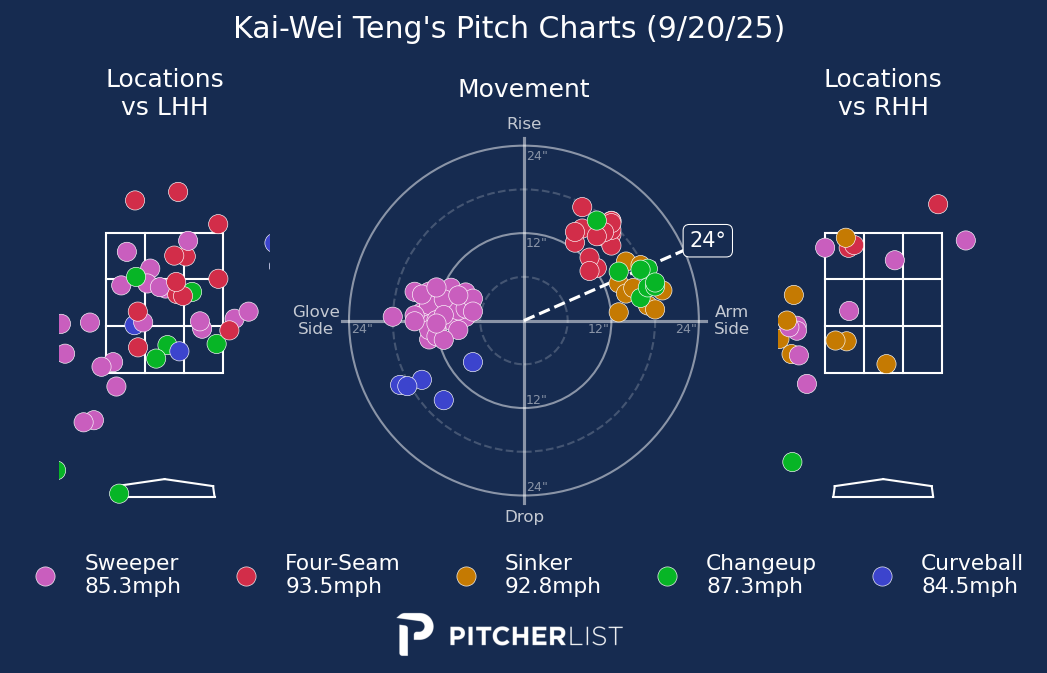 Kai-Wei Teng's Pitch Charts (9/20/25)
Locations
vs LHH
Movement
Locations
vs RHH
Rise
24"
12"
24°
Glove
Side
24"
12"
24"
Arm
Side
12"
24"
Drop
Sweeper
85.3mph
Four-Seam
93.5mph
Sinker
92.8mph
Changeup
87.3mph
Curveball
84.5mph
PITCHERLIST